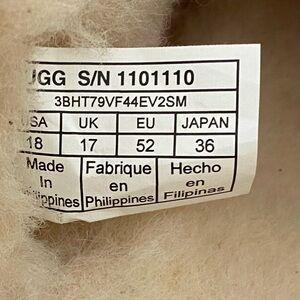 UGG S/N 1101110
3BHT79VF44EV2SM
USA UK EU JAPAN
18 17 52 36
Made Fabrique Hecho
In en en
Philippines Philippines Filipinas